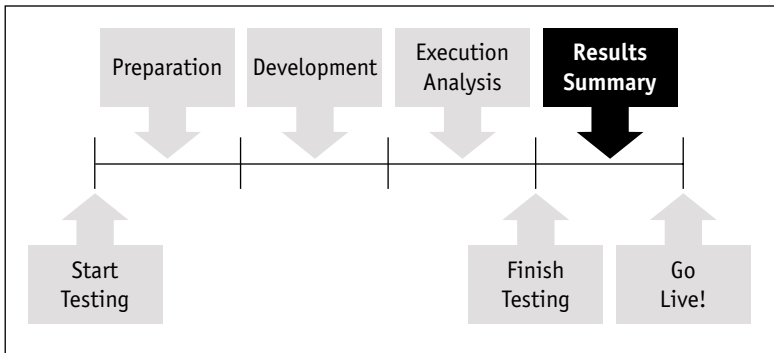 Preparation
Development
Execution
Analysis
Results
Summary
Start
Testing
Finish
Testing
Go
Live!